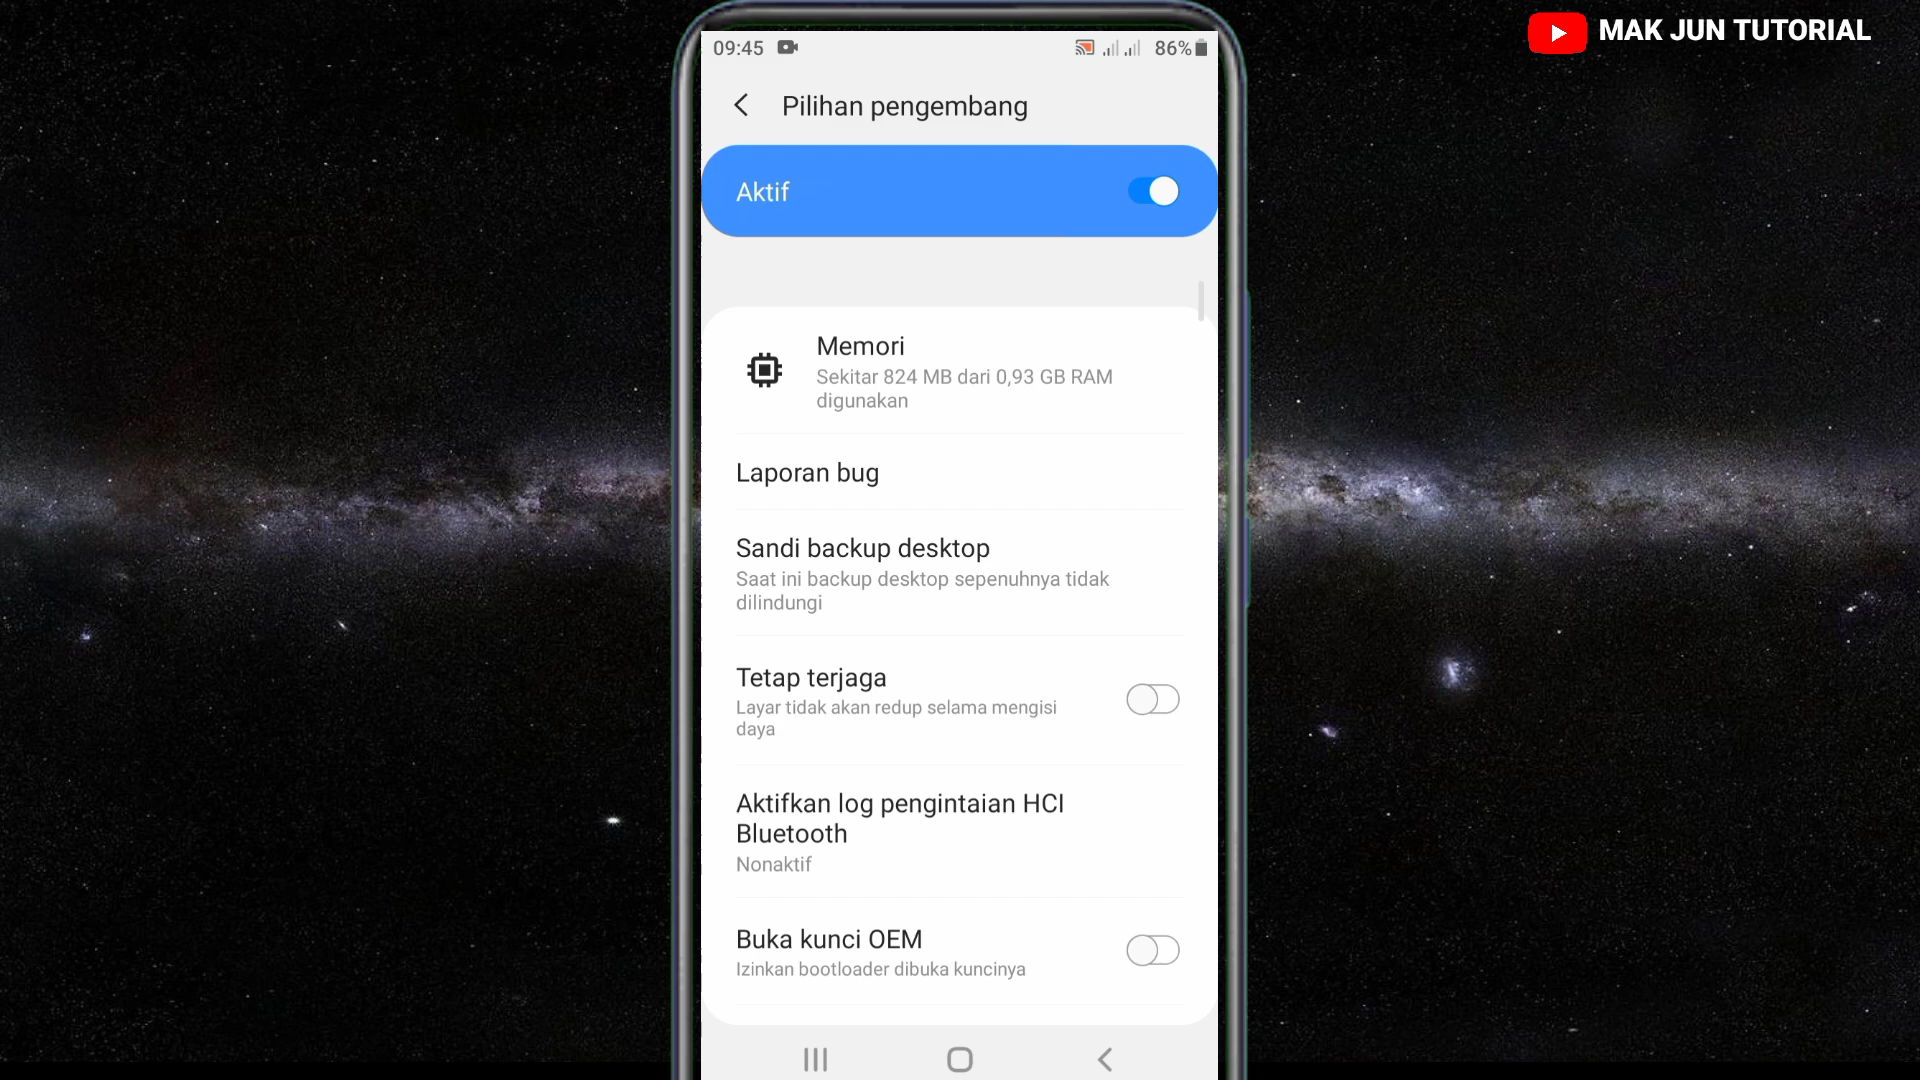 MAK JUN TUTORIAL
09:45
86%
Pilihan pengembang
Aktif
Memori
Sekitar 824 MB dari 0,93 GB RAM
digunakan
Laporan bug
Sandi backup desktop
Saat ini backup desktop sepenuhnya tidak
dilindungi
Tetap terjaga
Layar tidak akan redup selama mengisi
daya
Aktifkan log pengintaian HCI
Bluetooth
Nonaktif
Buka kunci OEM
Izinkan bootloader dibuka kuncinya